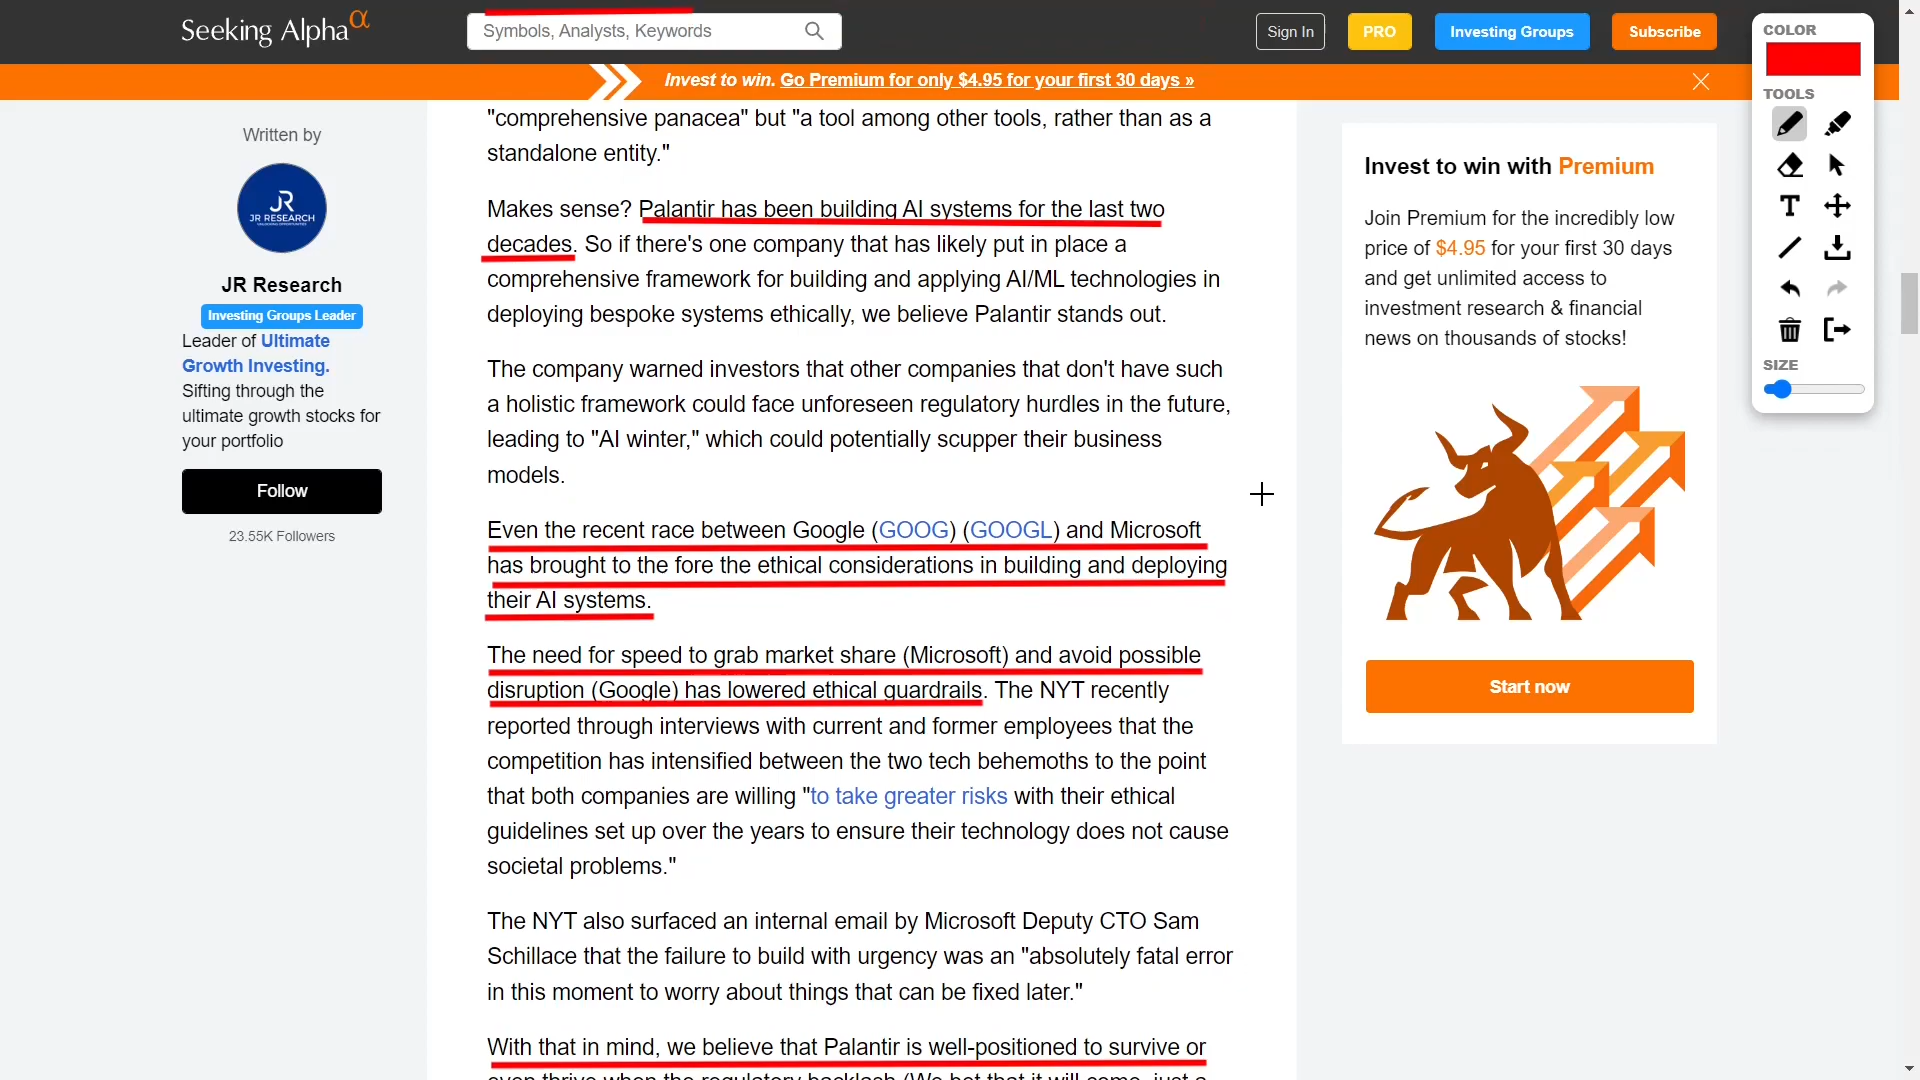 Seeking Alpha α
Symbols, Analysts, Keywords
Sign In
PRO
Investing Groups
Subscribe
Invest to win. Go Premium for only $4.95 for your first 30 days »
Written by
JR
JR RESEARCH
JR Research
Investing Groups Leader
Leader of Ultimate
Growth Investing.
Sifting through the
ultimate growth stocks for
your portfolio
Follow
23.55K Followers
"comprehensive panacea" but "a tool among other tools, rather than as a
standalone entity."
Makes sense? Palantir has been building AI systems for the last two
decades. So if there's one company that has likely put in place a
comprehensive framework for building and applying AI/ML technologies in
deploying bespoke systems ethically, we believe Palantir stands out.
The company warned investors that other companies that don't have such
a holistic framework could face unforeseen regulatory hurdles in the future,
leading to "AI winter," which could potentially scupper their business
models.
Even the recent race between Google (GOOG) (GOOGL) and Microsoft
has brought to the fore the ethical considerations in building and deploying
their AI systems.
The need for speed to grab market share (Microsoft) and avoid possible
disruption (Google) has lowered ethical guardrails. The NYT recently
reported through interviews with current and former employees that the
competition has intensified between the two tech behemoths to the point
that both companies are willing "to take greater risks with their ethical
guidelines set up over the years to ensure their technology does not cause
societal problems."
The NYT also surfaced an internal email by Microsoft Deputy CTO Sam
Schillace that the failure to build with urgency was an "absolutely fatal error
in this moment to worry about things that can be fixed later."
With that in mind, we believe that Palantir is well-positioned to survive or
even thrive when the regulatory backlash (We bet that it will come, just a
Invest to win with Premium
Join Premium for the incredibly low
price of $4.95 for your first 30 days
and get unlimited access to
investment research & financial
news on thousands of stocks!
Start now
COLOR
TOOLS
T
SIZE